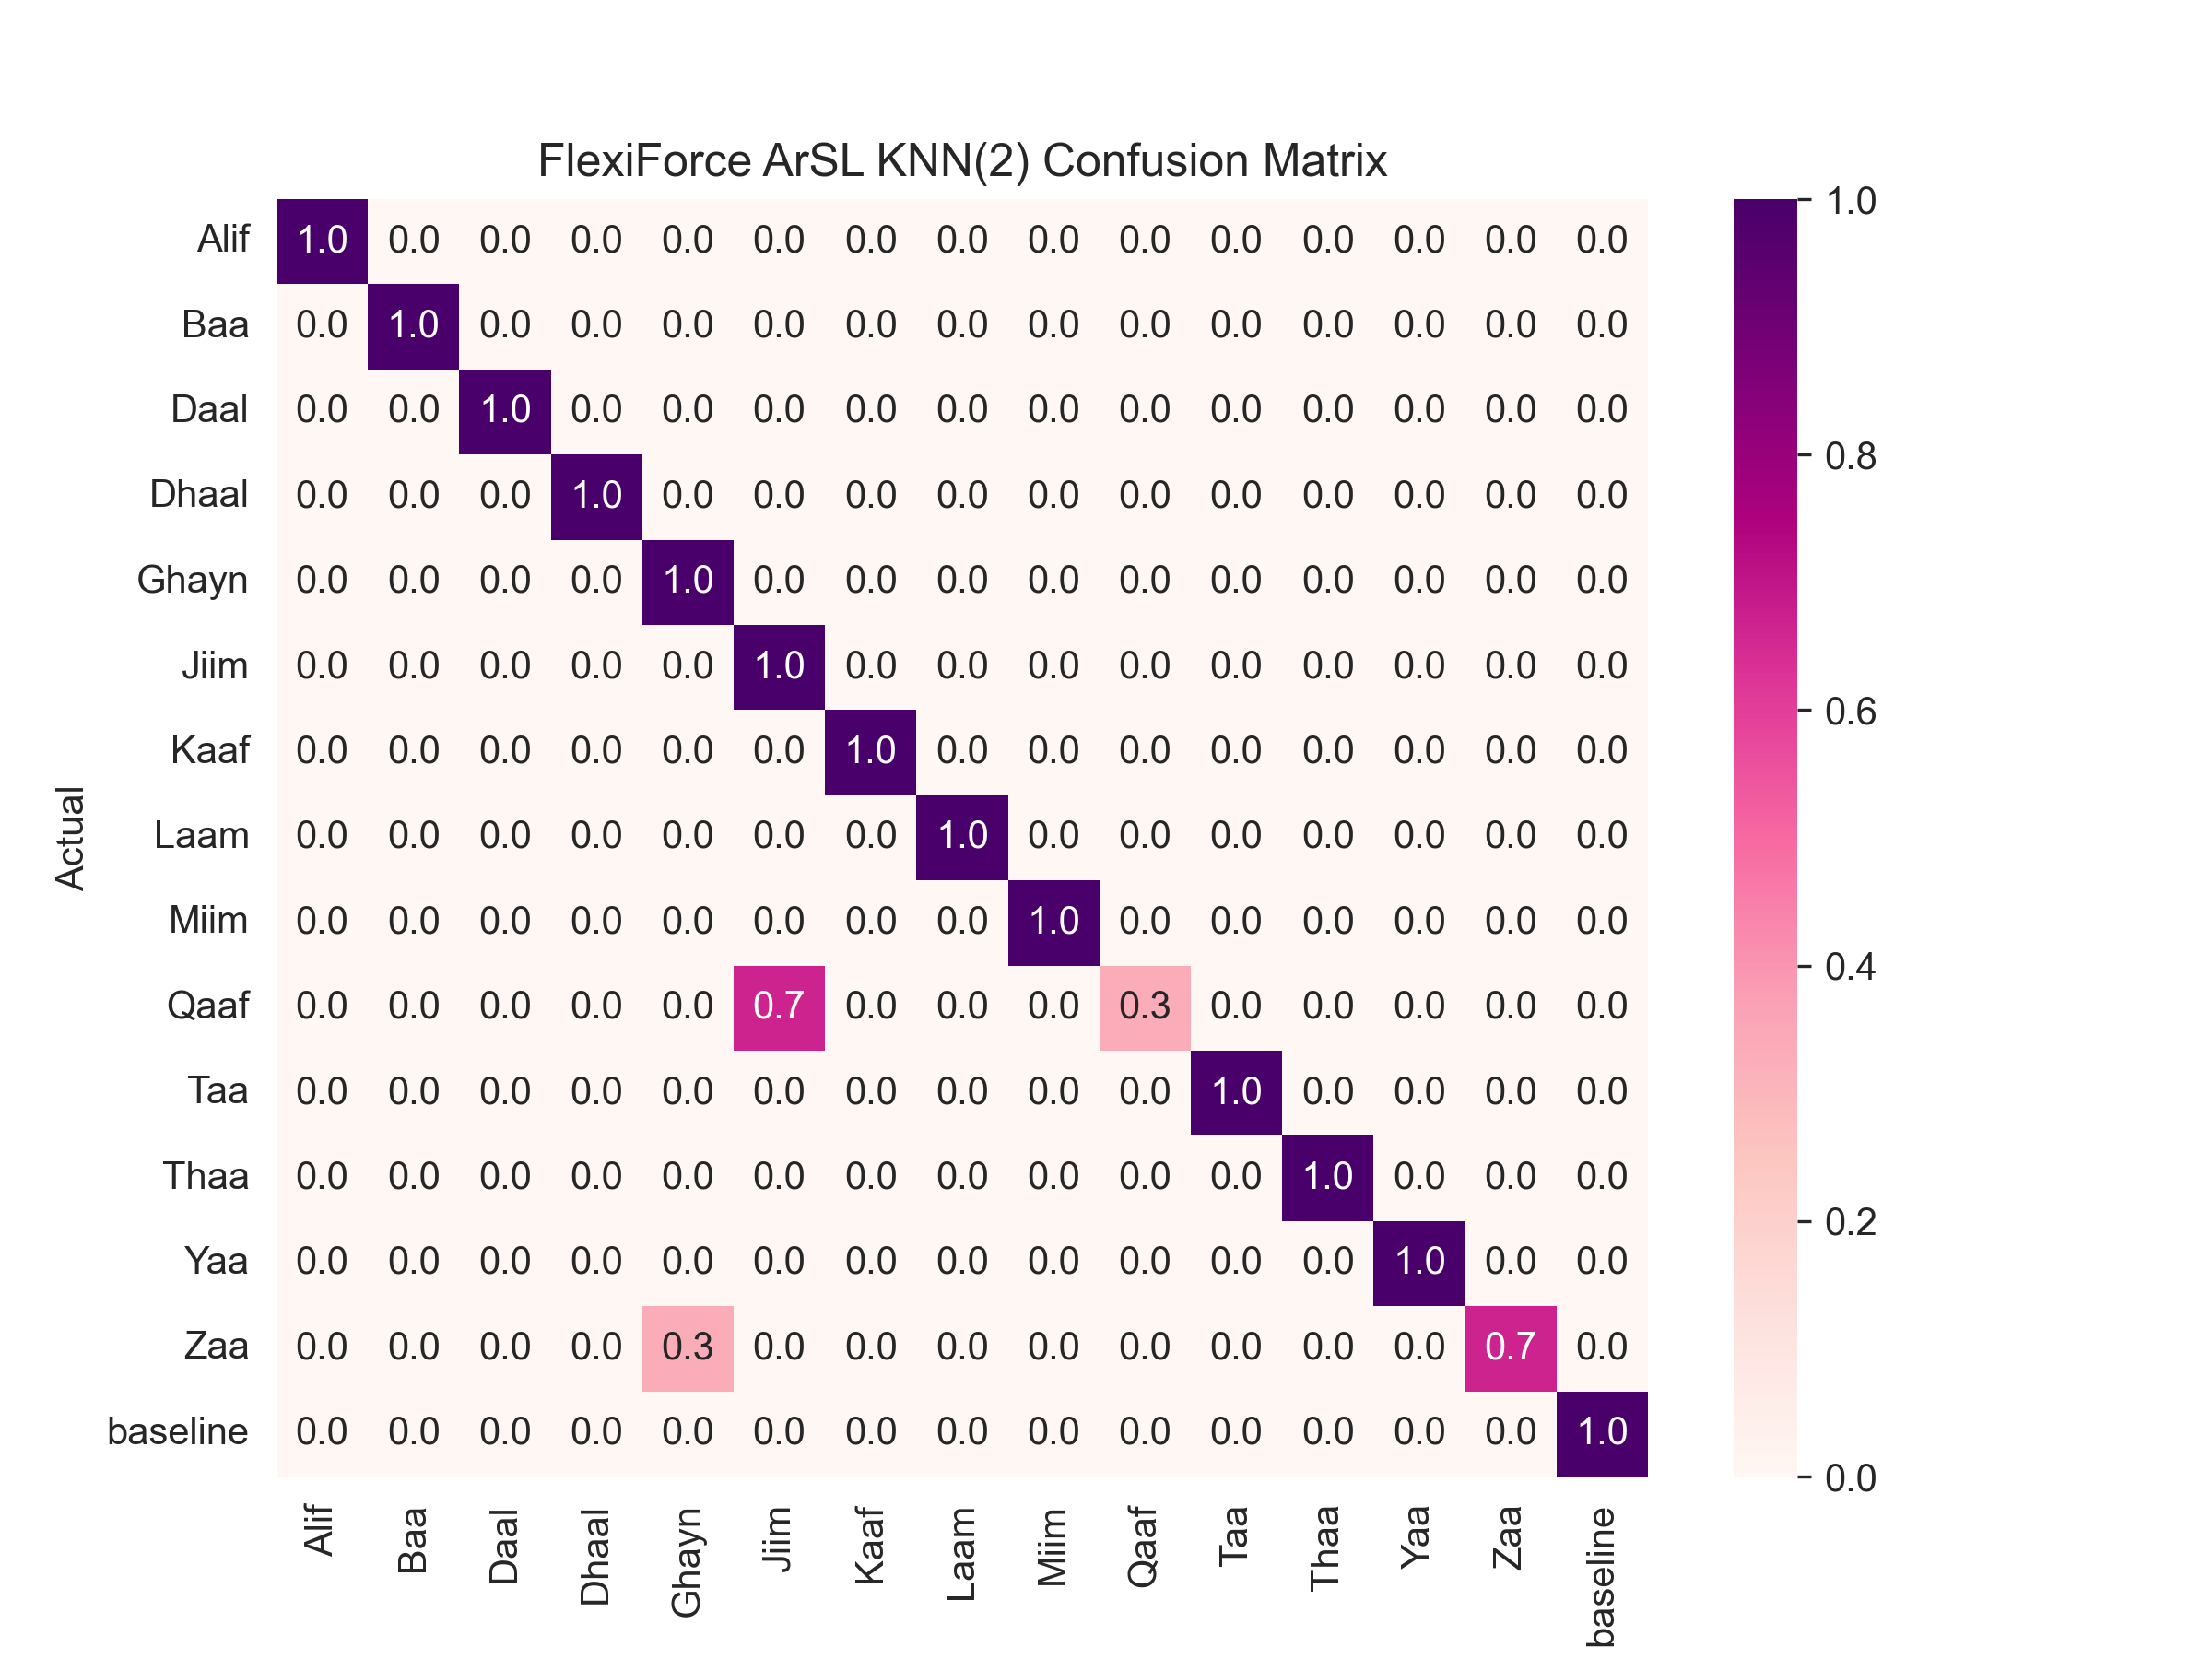 FlexiForce ArSL KNN(2) Confusion Matrix
Alif 1.0 0.0 0.0 0.0 0.0 0.0 0.0 0.0 0.0 0.0 0.0 0.0 0.0 0.0 0.0
Baa 0.0 1.0 0.0 0.0 0.0 0.0 0.0 0.0 0.0 0.0 0.0 0.0 0.0 0.0 0.0
Daal 0.0 0.0 1.0 0.0 0.0 0.0 0.0 0.0 0.0 0.0 0.0 0.0 0.0 0.0 0.0
Dhaal 0.0 0.0 0.0 1.0 0.0 0.0 0.0 0.0 0.0 0.0 0.0 0.0 0.0 0.0 0.0
Ghayn 0.0 0.0 0.0 0.0 1.0 0.0 0.0 0.0 0.0 0.0 0.0 0.0 0.0 0.0 0.0
Jiim 0.0 0.0 0.0 0.0 0.0 1.0 0.0 0.0 0.0 0.0 0.0 0.0 0.0 0.0 0.0
Kaaf 0.0 0.0 0.0 0.0 0.0 0.0 1.0 0.0 0.0 0.0 0.0 0.0 0.0 0.0 0.0
Laam 0.0 0.0 0.0 0.0 0.0 0.0 0.0 1.0 0.0 0.0 0.0 0.0 0.0 0.0 0.0
Miim 0.0 0.0 0.0 0.0 0.0 0.0 0.0 0.0 1.0 0.0 0.0 0.0 0.0 0.0 0.0
Qaaf 0.0 0.0 0.0 0.0 0.0 0.7 0.0 0.0 0.0 0.3 0.0 0.0 0.0 0.0 0.0
Taa 0.0 0.0 0.0 0.0 0.0 0.0 0.0 0.0 0.0 0.0 1.0 0.0 0.0 0.0 0.0
Thaa 0.0 0.0 0.0 0.0 0.0 0.0 0.0 0.0 0.0 0.0 0.0 1.0 0.0 0.0 0.0
Yaa 0.0 0.0 0.0 0.0 0.0 0.0 0.0 0.0 0.0 0.0 0.0 0.0 1.0 0.0 0.0
Zaa 0.0 0.0 0.0 0.0 0.3 0.0 0.0 0.0 0.0 0.0 0.0 0.0 0.0 0.7 0.0
baseline 0.0 0.0 0.0 0.0 0.0 0.0 0.0 0.0 0.0 0.0 0.0 0.0 0.0 0.0 1.0
Alif Baa Daal Dhaal Ghayn Jiim Kaaf Laam Miim Qaaf Taa Thaa Yaa Zaa baseline
Actual
1.0
0.8
0.6
0.4
0.2
0.0